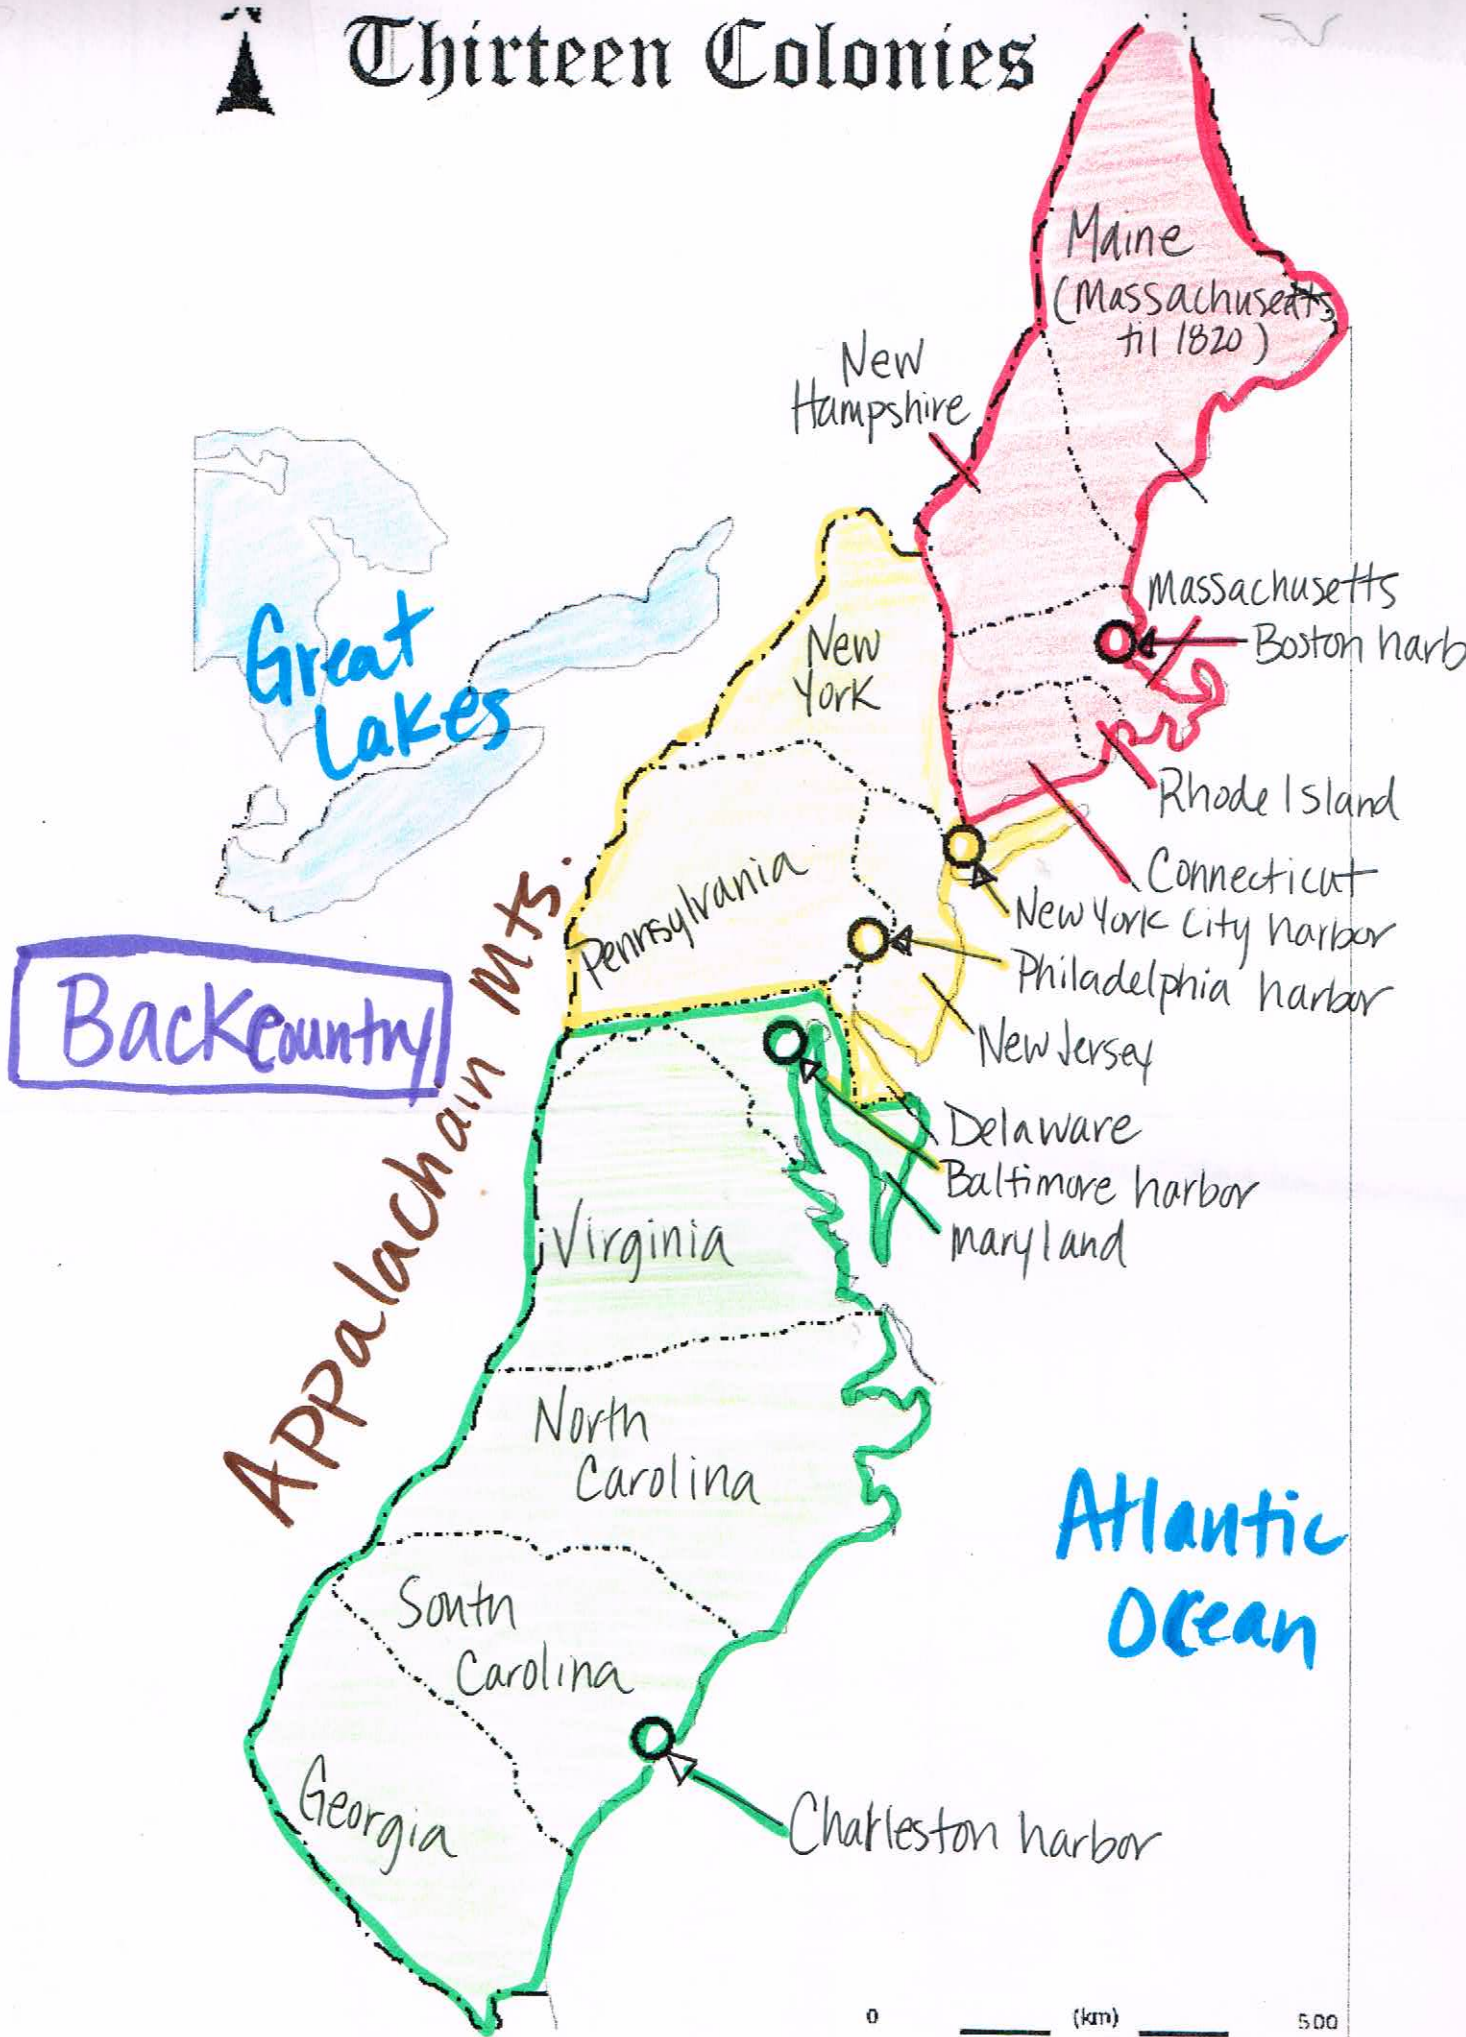 Thirteen Colonies
Maine
(Massachuseatts
til 1820)
New
Hampshire
Massachusetts
Boston harb
Great
Lakes
New
York
Rhode Island
Connecticut
New York City harbor
Philadelphia harbor
Pennsylvania
Appalachain Mts.
Backcountry
New Jersey
Delaware
Baltimore harbor
Maryland
Virginia
North
Carolina
Atlantic
Ocean
South
Carolina
Georgia
Charleston harbor
0 (km) 500